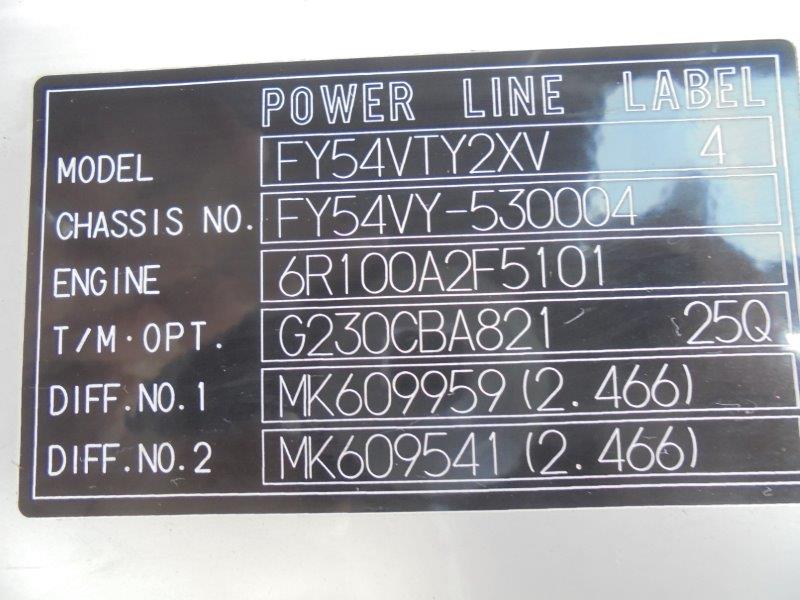 POWER LINE LABEL
MODEL FY54VTY2XV 4
CHASSIS NO. FY54VY-530004
ENGINE 6R100A2F5101
T/M·OPT. G230CBA821 25Q
DIFF.NO.1 MK609959(2.466)
DIFF.NO.2 MK609541(2.466)